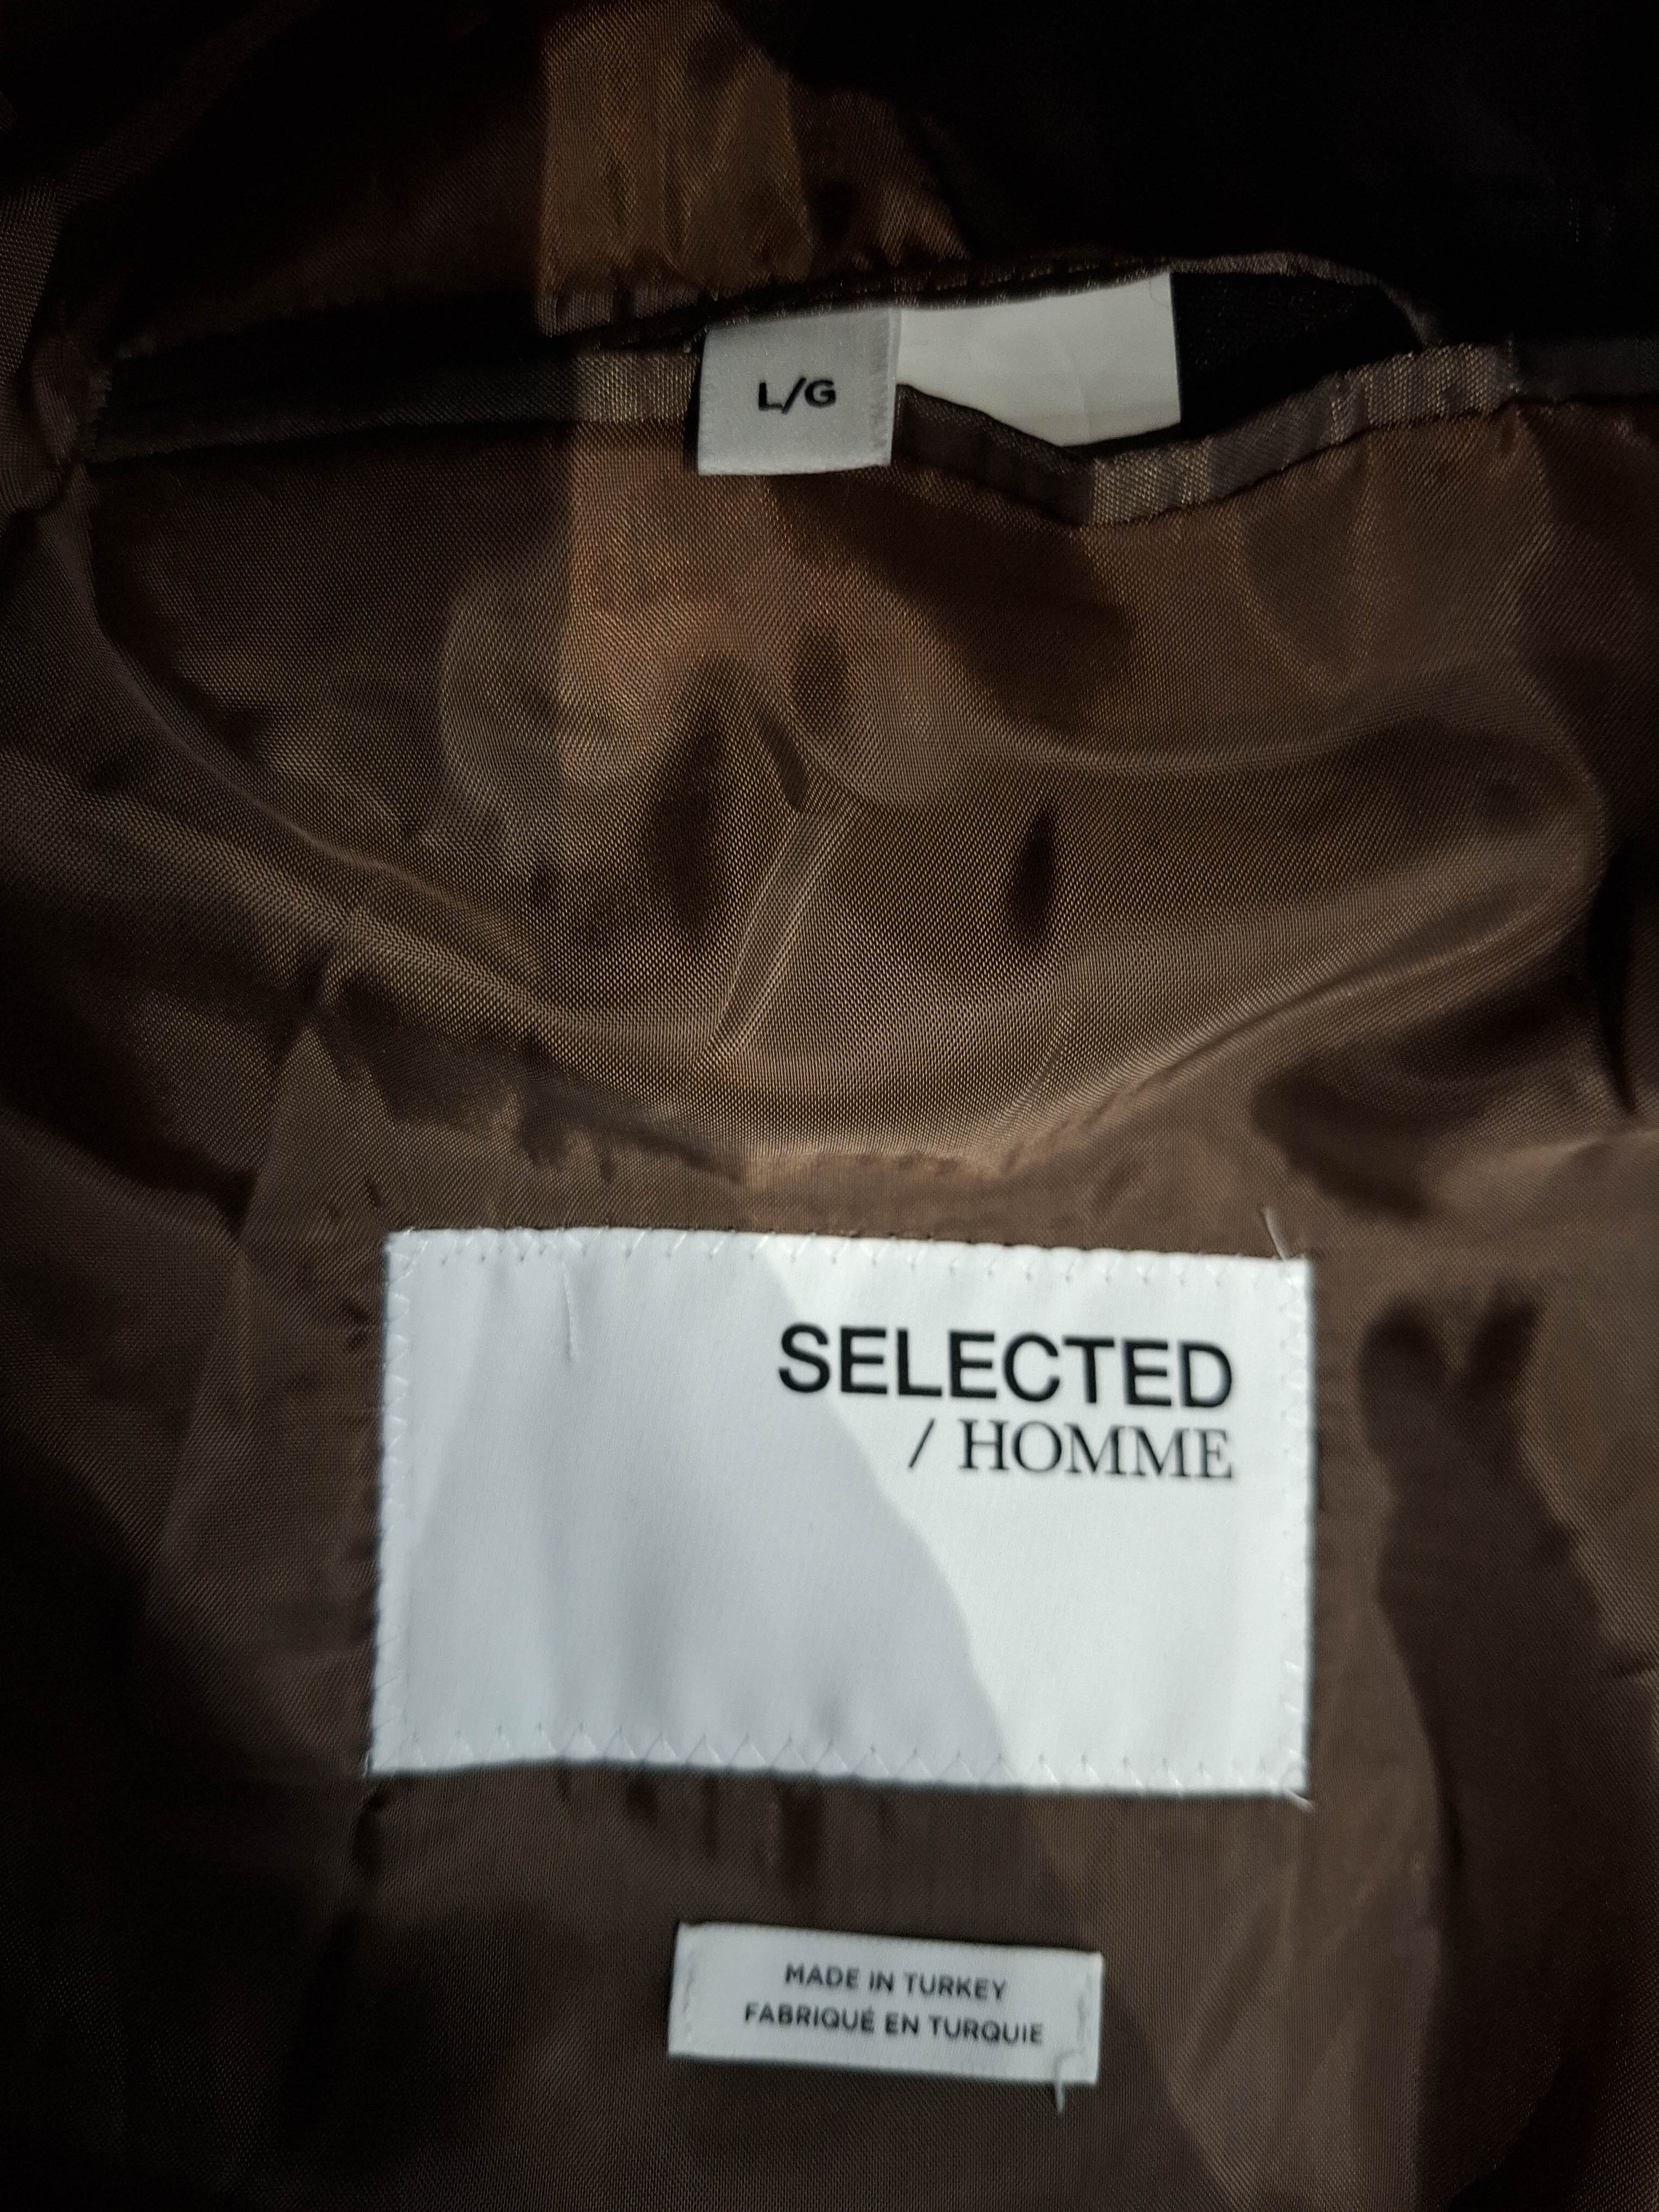 L/G
SELECTED
/ HOMME
MADE IN TURKEY
FABRIQUÉ EN TURQUIE